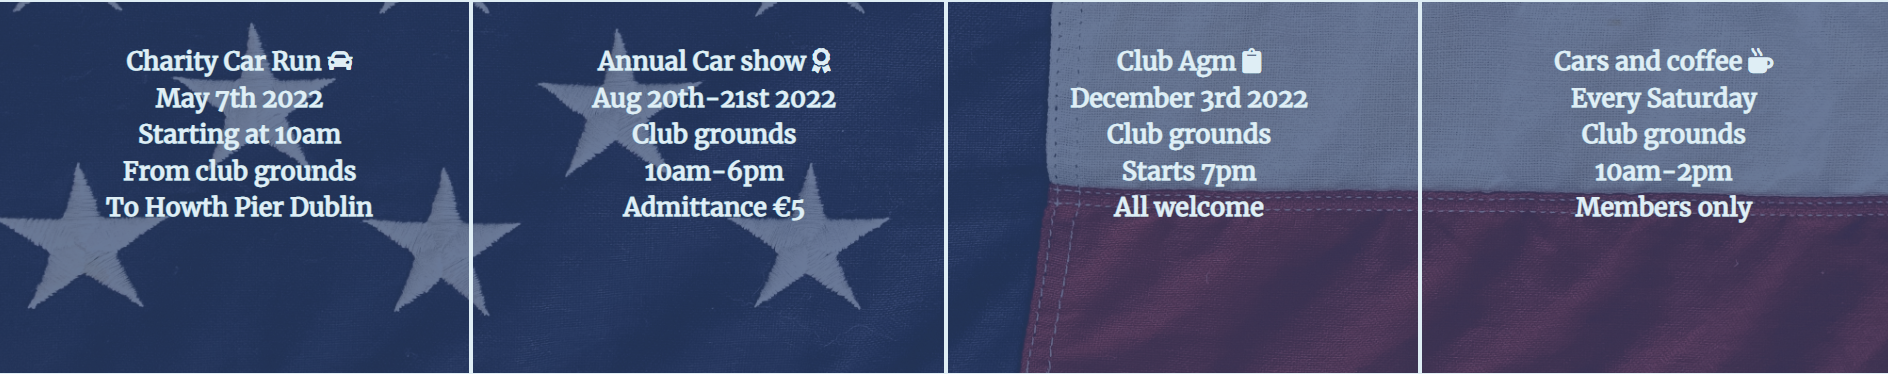 Charity Car Run
May 7th 2022
Starting at 10am
From club grounds
To Howth Pier Dublin
Annual Car show
Aug 20th-21st 2022
Club grounds
10am-6pm
Admittance €5
Club Agm
December 3rd 2022
Club grounds
Starts 7pm
All welcome
Cars and coffee
Every Saturday
Club grounds
10am-2pm
Members only